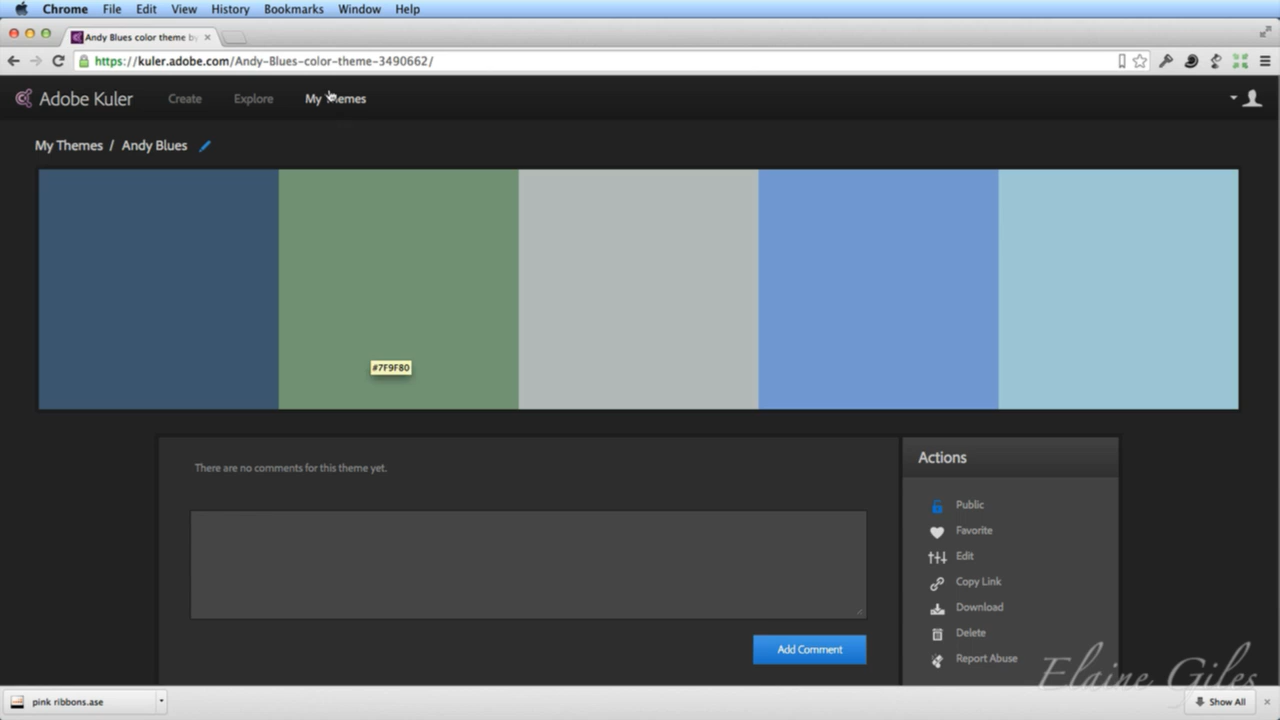 Chrome File Edit View History Bookmarks Window Help
Andy Blues color theme by
https://kuler.adobe.com/Andy-Blues-color-theme-3490662/
Adobe Kuler Create Explore My Themes
My Themes / Andy Blues
#7F9F80
There are no comments for this theme yet.
Add Comment
Actions
Public
Favorite
Edit
Copy Link
Download
Delete
Report Abuse
Elaine Giles
pink ribbons.ase
Show All